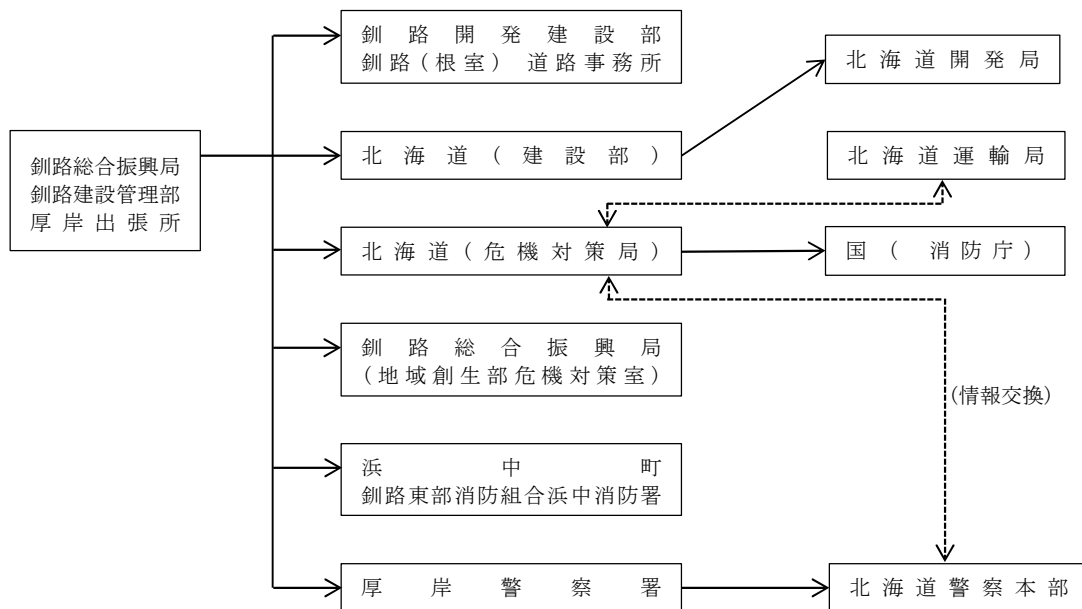 釧路総合振興局
釧路建設管理部
厚岸出張所
釧路開発建設部
釧路(根室)道路事務所
北海道(建設部)
北海道(危機対策局)
釧路総合振興局
(地域創生部危機対策室)
浜中町
釧路東部消防組合浜中消防署
厚岸警察署
北海道開発局
北海道運輸局
国(消防庁)
(情報交換)
北海道警察本部